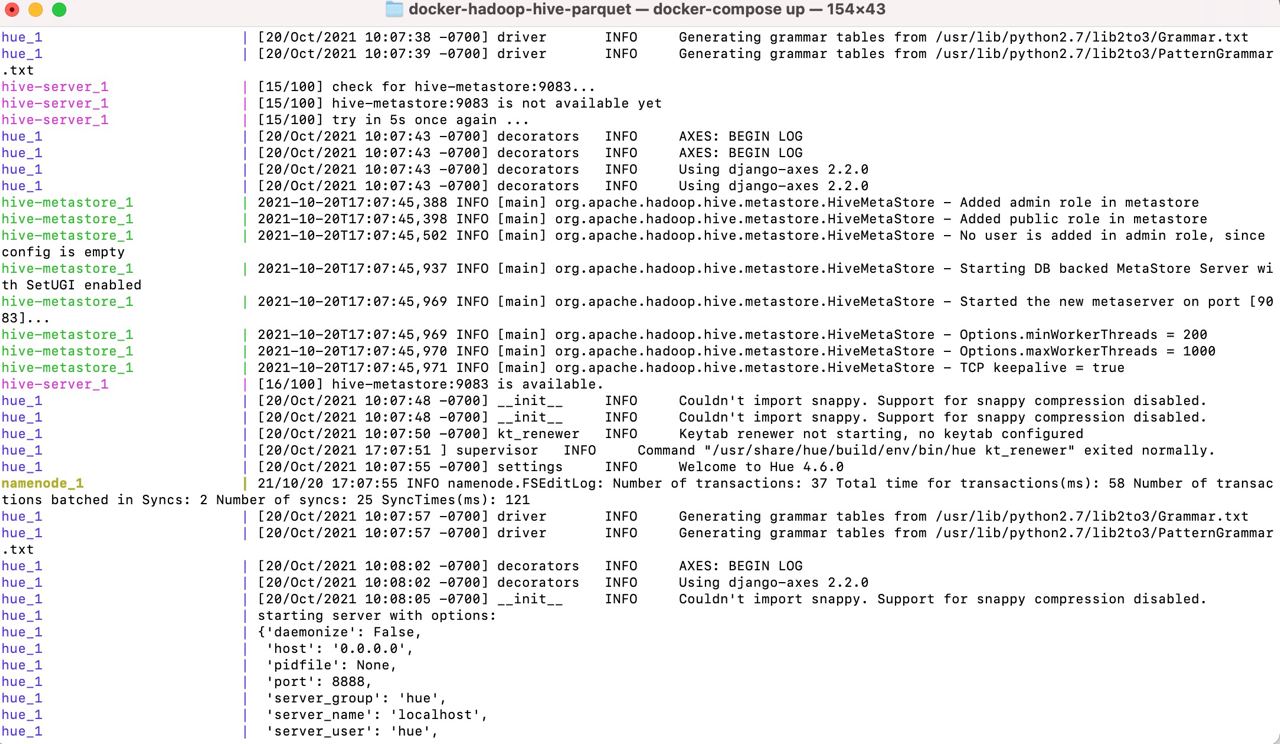 docker-hadoop-hive-parquet — docker-compose up — 154×43
hue_1 | [20/Oct/2021 10:07:38 -0700] driver INFO Generating grammar tables from /usr/lib/python2.7/lib2to3/Grammar.txt
hue_1 | [20/Oct/2021 10:07:39 -0700] driver INFO Generating grammar tables from /usr/lib/python2.7/lib2to3/PatternGrammar
.txt
hive-server_1 | [15/100] check for hive-metastore:9083...
hive-server_1 | [15/100] hive-metastore:9083 is not available yet
hive-server_1 | [15/100] try in 5s once again ...
hue_1 | [20/Oct/2021 10:07:43 -0700] decorators INFO AXES: BEGIN LOG
hue_1 | [20/Oct/2021 10:07:43 -0700] decorators INFO AXES: BEGIN LOG
hue_1 | [20/Oct/2021 10:07:43 -0700] decorators INFO Using django-axes 2.2.0
hue_1 | [20/Oct/2021 10:07:43 -0700] decorators INFO Using django-axes 2.2.0
hive-metastore_1 | 2021-10-20T17:07:45,388 INFO [main] org.apache.hadoop.hive.metastore.HiveMetaStore - Added admin role in metastore
hive-metastore_1 | 2021-10-20T17:07:45,398 INFO [main] org.apache.hadoop.hive.metastore.HiveMetaStore - Added public role in metastore
hive-metastore_1 | 2021-10-20T17:07:45,502 INFO [main] org.apache.hadoop.hive.metastore.HiveMetaStore - No user is added in admin role, since
config is empty
hive-metastore_1 | 2021-10-20T17:07:45,937 INFO [main] org.apache.hadoop.hive.metastore.HiveMetaStore - Starting DB backed MetaStore Server wi
th SetUGI enabled
hive-metastore_1 | 2021-10-20T17:07:45,969 INFO [main] org.apache.hadoop.hive.metastore.HiveMetaStore - Started the new metaserver on port [90
83]...
hive-metastore_1 | 2021-10-20T17:07:45,969 INFO [main] org.apache.hadoop.hive.metastore.HiveMetaStore - Options.minWorkerThreads = 200
hive-metastore_1 | 2021-10-20T17:07:45,970 INFO [main] org.apache.hadoop.hive.metastore.HiveMetaStore - Options.maxWorkerThreads = 1000
hive-metastore_1 | 2021-10-20T17:07:45,971 INFO [main] org.apache.hadoop.hive.metastore.HiveMetaStore - TCP keepalive = true
hive-server_1 | [16/100] hive-metastore:9083 is available.
hue_1 | [20/Oct/2021 10:07:48 -0700] __init__ INFO Couldn't import snappy. Support for snappy compression disabled.
hue_1 | [20/Oct/2021 10:07:48 -0700] __init__ INFO Couldn't import snappy. Support for snappy compression disabled.
hue_1 | [20/Oct/2021 10:07:50 -0700] kt_renewer INFO Keytab renewer not starting, no keytab configured
hue_1 | [20/Oct/2021 17:07:51 ] supervisor INFO Command "/usr/share/hue/build/env/bin/hue kt_renewer" exited normally.
hue_1 | [20/Oct/2021 10:07:55 -0700] settings INFO Welcome to Hue 4.6.0
namenode_1 | 21/10/20 17:07:55 INFO namenode.FSEditLog: Number of transactions: 37 Total time for transactions(ms): 58 Number of transac
tions batched in Syncs: 2 Number of syncs: 25 SyncTimes(ms): 121
hue_1 | [20/Oct/2021 10:07:57 -0700] driver INFO Generating grammar tables from /usr/lib/python2.7/lib2to3/Grammar.txt
hue_1 | [20/Oct/2021 10:07:57 -0700] driver INFO Generating grammar tables from /usr/lib/python2.7/lib2to3/PatternGrammar
.txt
hue_1 | [20/Oct/2021 10:08:02 -0700] decorators INFO AXES: BEGIN LOG
hue_1 | [20/Oct/2021 10:08:02 -0700] decorators INFO Using django-axes 2.2.0
hue_1 | [20/Oct/2021 10:08:05 -0700] __init__ INFO Couldn't import snappy. Support for snappy compression disabled.
hue_1 | starting server with options:
hue_1 | {'daemonize': False,
hue_1 | 'host': '0.0.0.0',
hue_1 | 'pidfile': None,
hue_1 | 'port': 8888,
hue_1 | 'server_group': 'hue',
hue_1 | 'server_name': 'localhost',
hue_1 | 'server_user': 'hue',